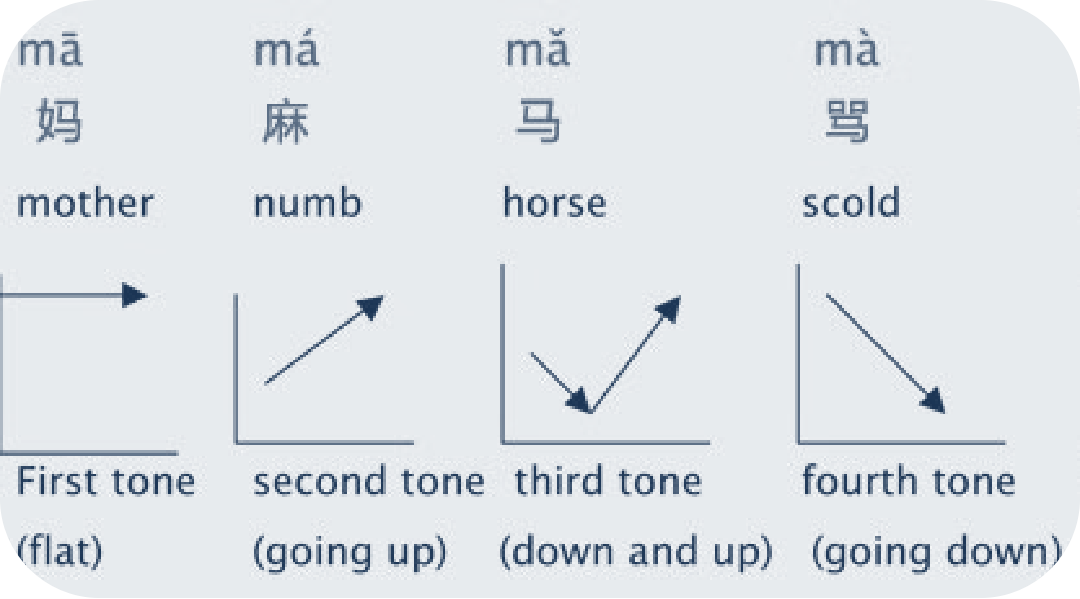 mā má mǎ mà
妈 麻 马 骂
mother numb horse scold
First tone second tone third tone fourth tone
(flat) (going up) (down and up) (going down)